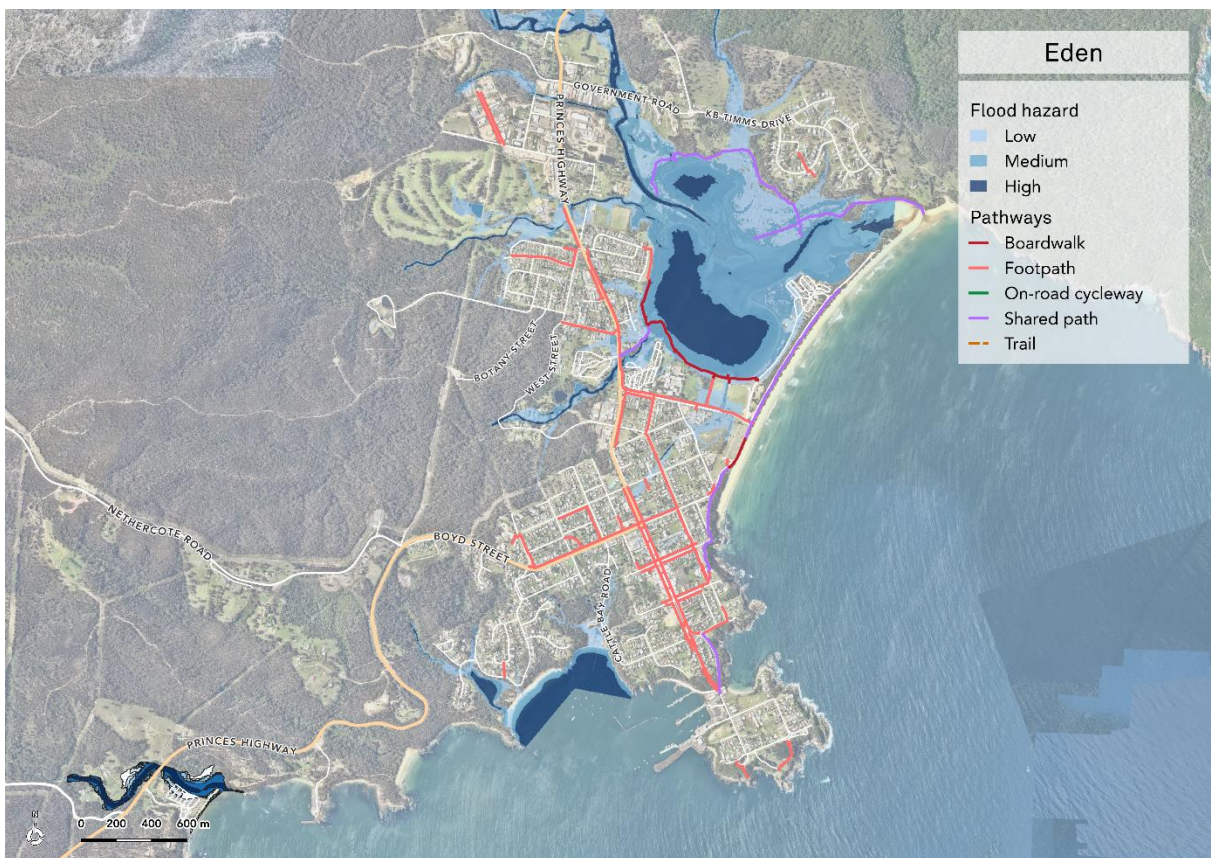 Eden
Flood hazard
Low
Medium
High
Pathways
Boardwalk
Footpath
On-road cycleway
Shared path
Trail
PRINCES HIGHWAY
GOVERNMENT ROAD
KB TIMMS DRIVE
BOTANY STREET
WEST STREET
NETHERCOTE ROAD
BOYD STREET
CATTLE BAY ROAD
PRINCES HIGHWAY
N
0 200 400 600 m